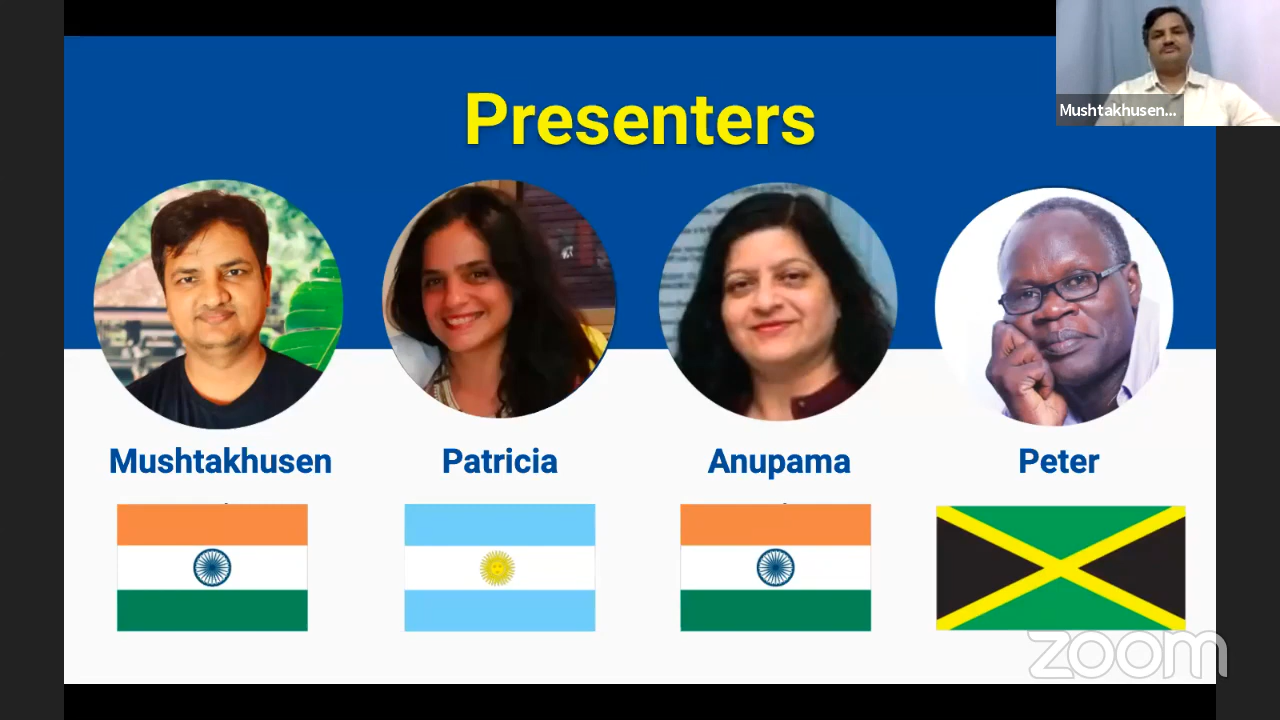 Presenters
Mushtakhusen...
Mushtakhusen
Patricia
Anupama
Peter
zoom